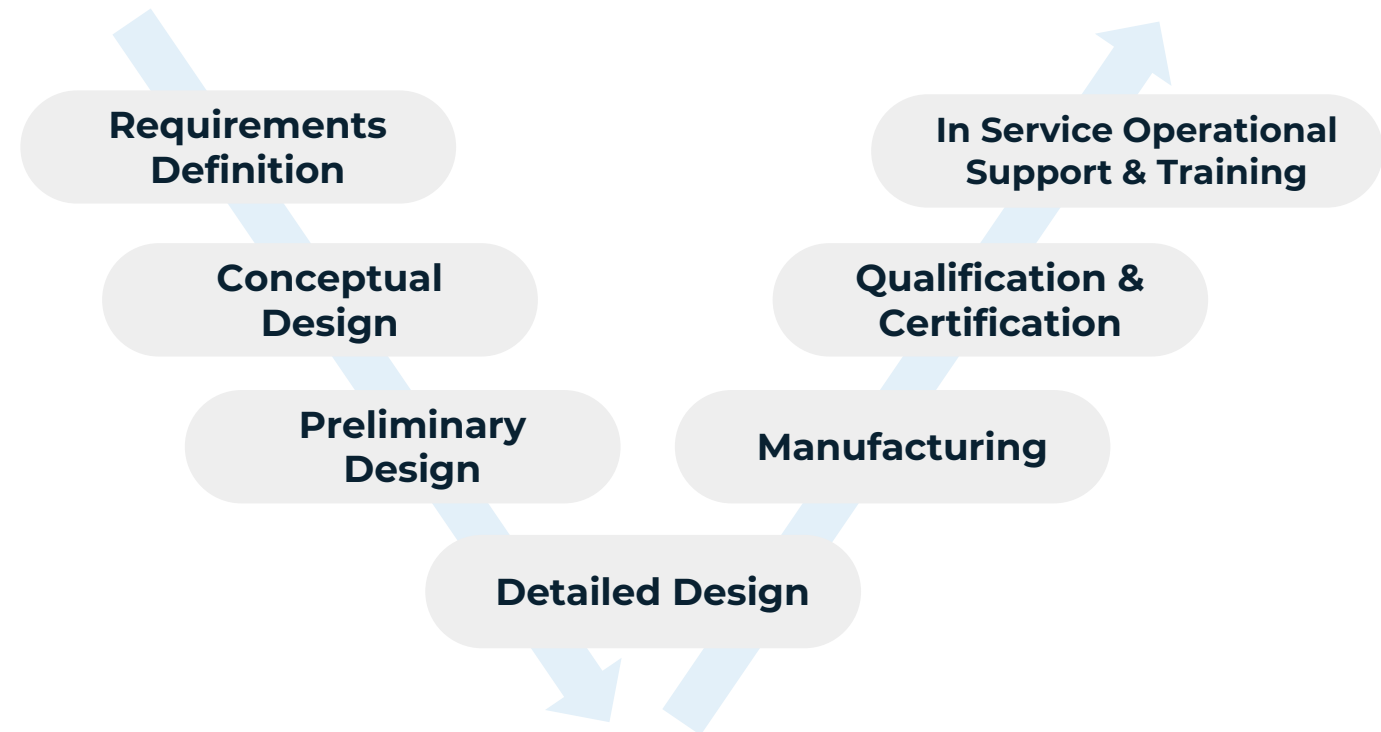 Requirements
Definition
Conceptual
Design
Preliminary
Design
Detailed Design
Manufacturing
Qualification &
Certification
In Service Operational
Support & Training